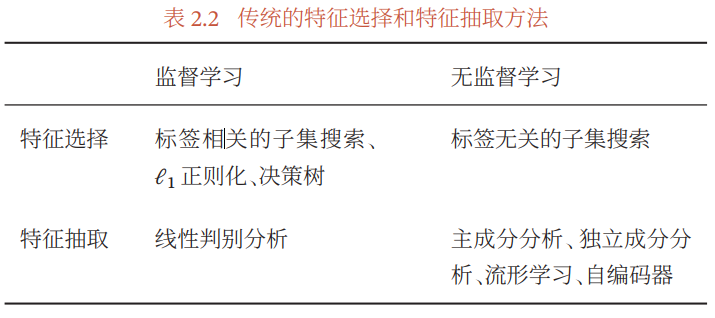 表 2.2 传统的特征选择和特征抽取方法
监督学习 无监督学习
特征选择 标签相关的子集搜索、 标签无关的子集搜索
ℓ1 正则化、决策树
特征抽取 线性判别分析 主成分分析、独立成分分
析、流形学习、自编码器